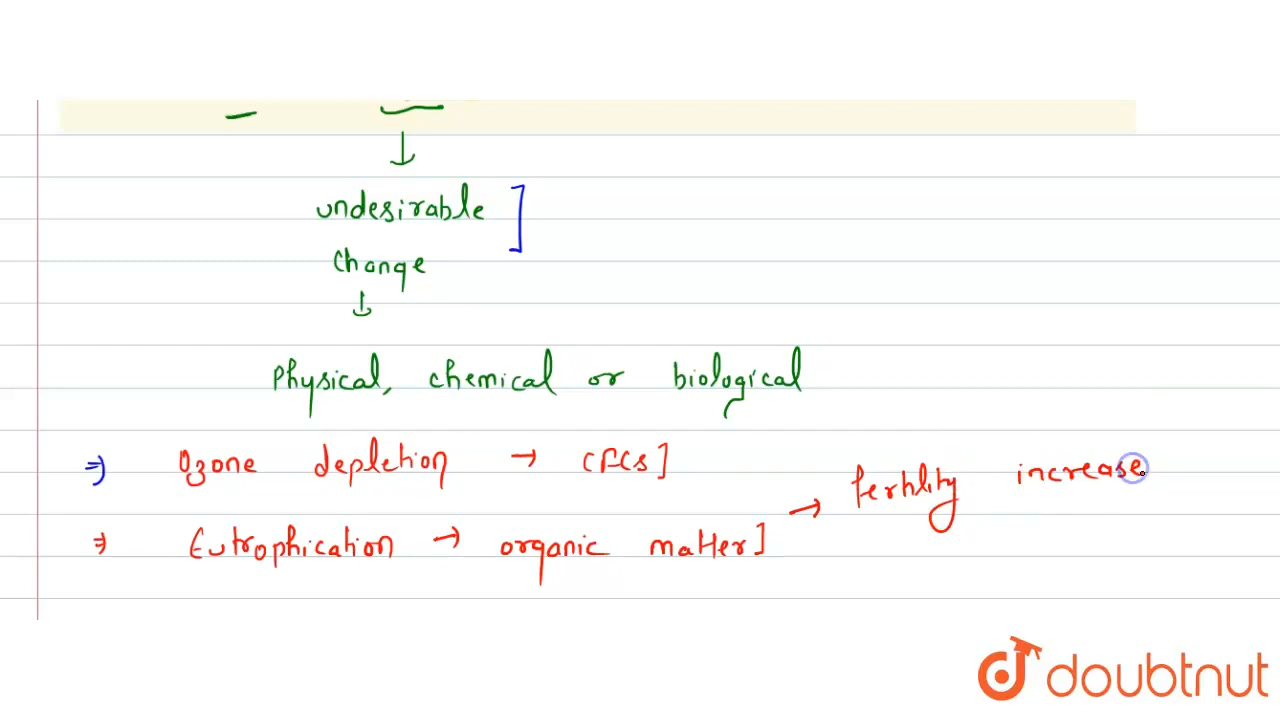 undesirable ]
change
physical, chemical or biological
⇒ Ozone depletion → CFCs]
→ fertility increase
⇒ Eutrophication → organic matter]
doubtnut